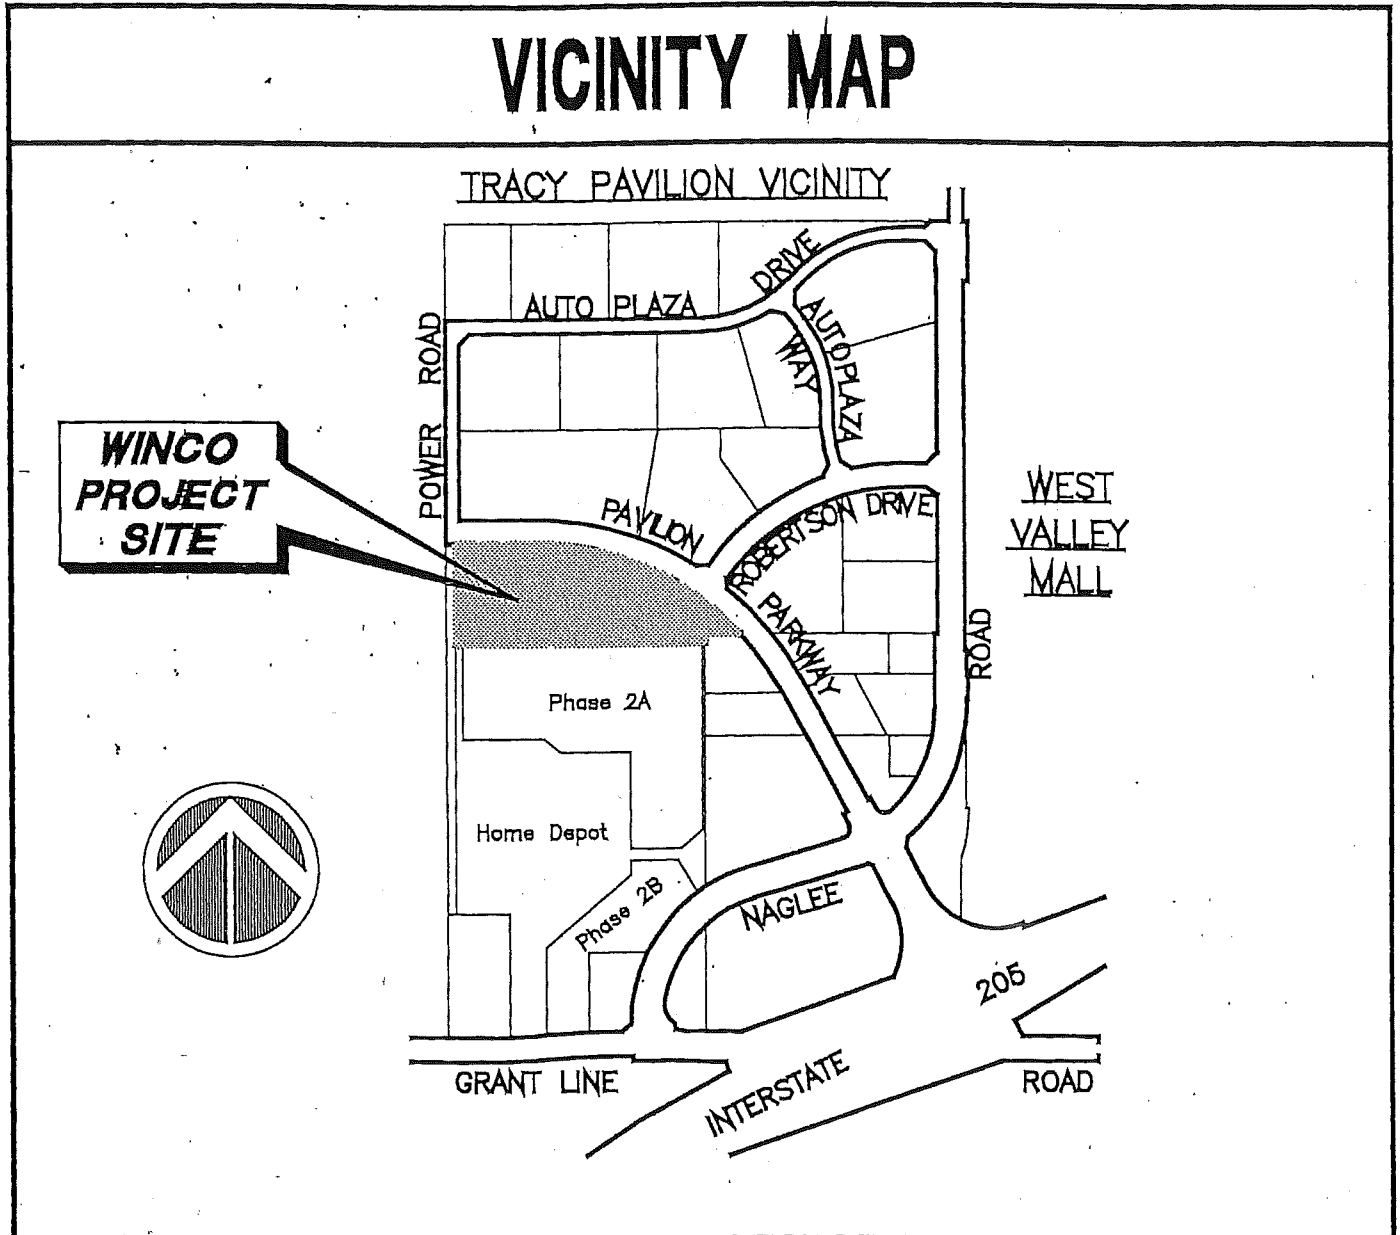 VICINITY MAP
TRACY PAVILION VICINITY
AUTO PLAZA
DRIVE
AUTOPLAZA
WAY
POWER ROAD
WINCO
PROJECT
SITE
PAVILION
ROBERTSON DRIVE
PARKWAY
WEST
VALLEY
MALL
ROAD
Phase 2A
Home Depot
Phase 2B
NAGLEE
205
INTERSTATE
GRANT LINE
ROAD